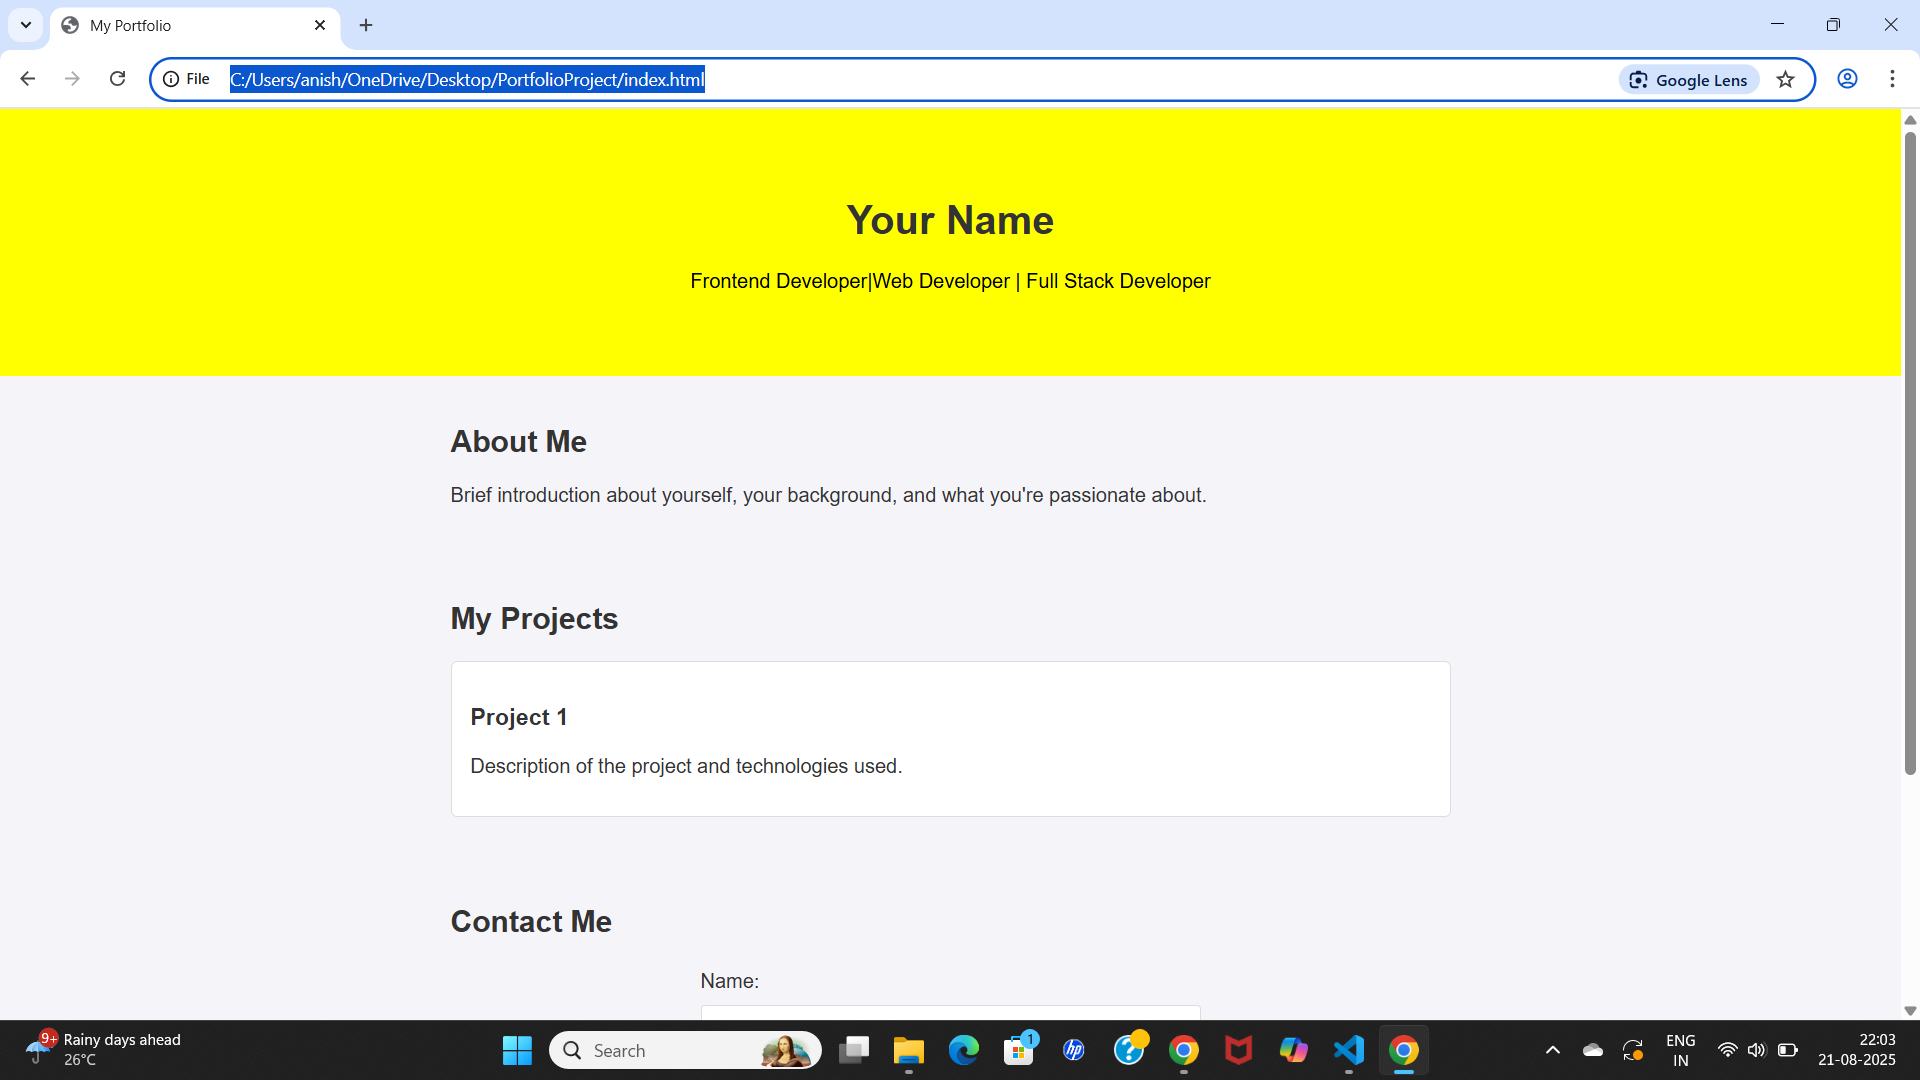 My Portfolio
File C:/Users/anish/OneDrive/Desktop/PortfolioProject/index.html Google Lens
Your Name
Frontend Developer|Web Developer | Full Stack Developer
About Me
Brief introduction about yourself, your background, and what you're passionate about.
My Projects
Project 1
Description of the project and technologies used.
Contact Me
Name:
9+ Rainy days ahead
26°C
Search
1
hp
ENG
IN
22:03
21-08-2025